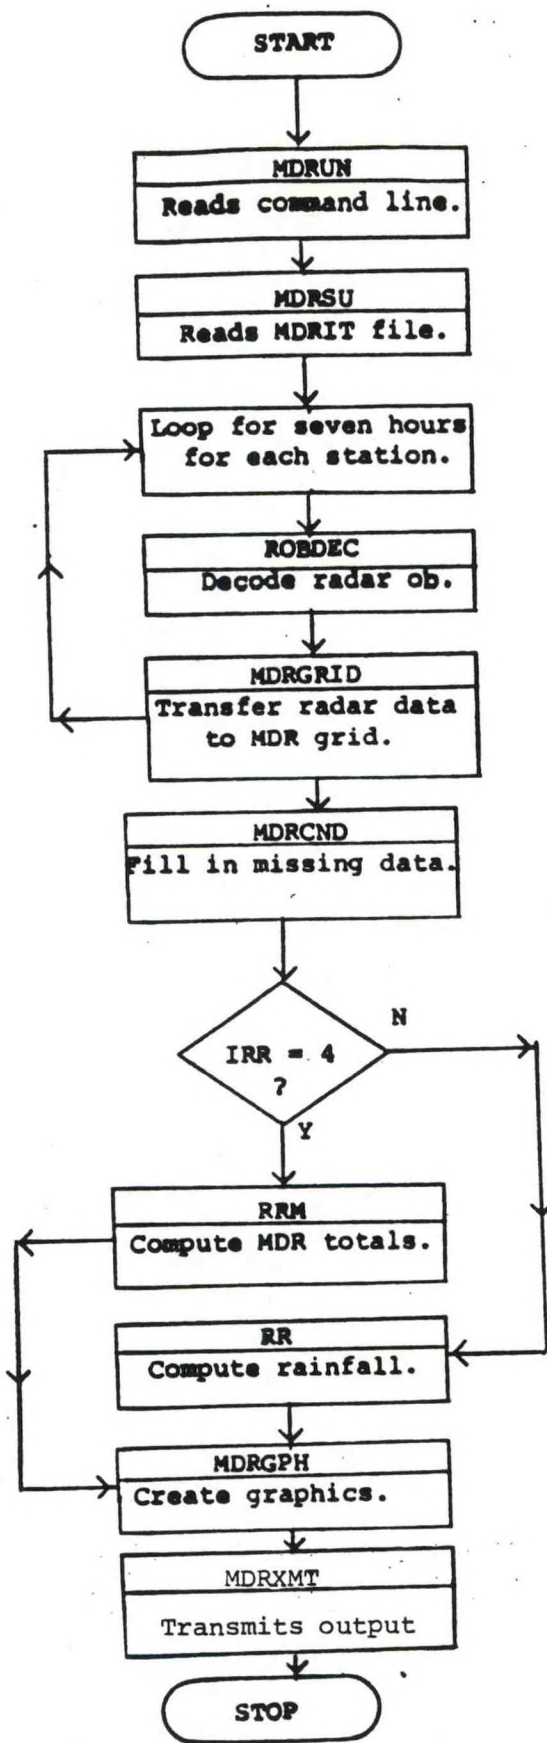 START
MDRUN
Reads command line.
MDRSU
Reads MDRIT file.
Loop for seven hours
for each station.
ROBDEC
Decode radar ob.
MDRGRID
Transfer radar data
to MDR grid.
MDRCND
Fill in missing data.
N
IRR = 4
?
Y
RRM
Compute MDR totals.
RR
Compute rainfall.
MDRGPH
Create graphics.
MDRXMT
Transmits output
STOP